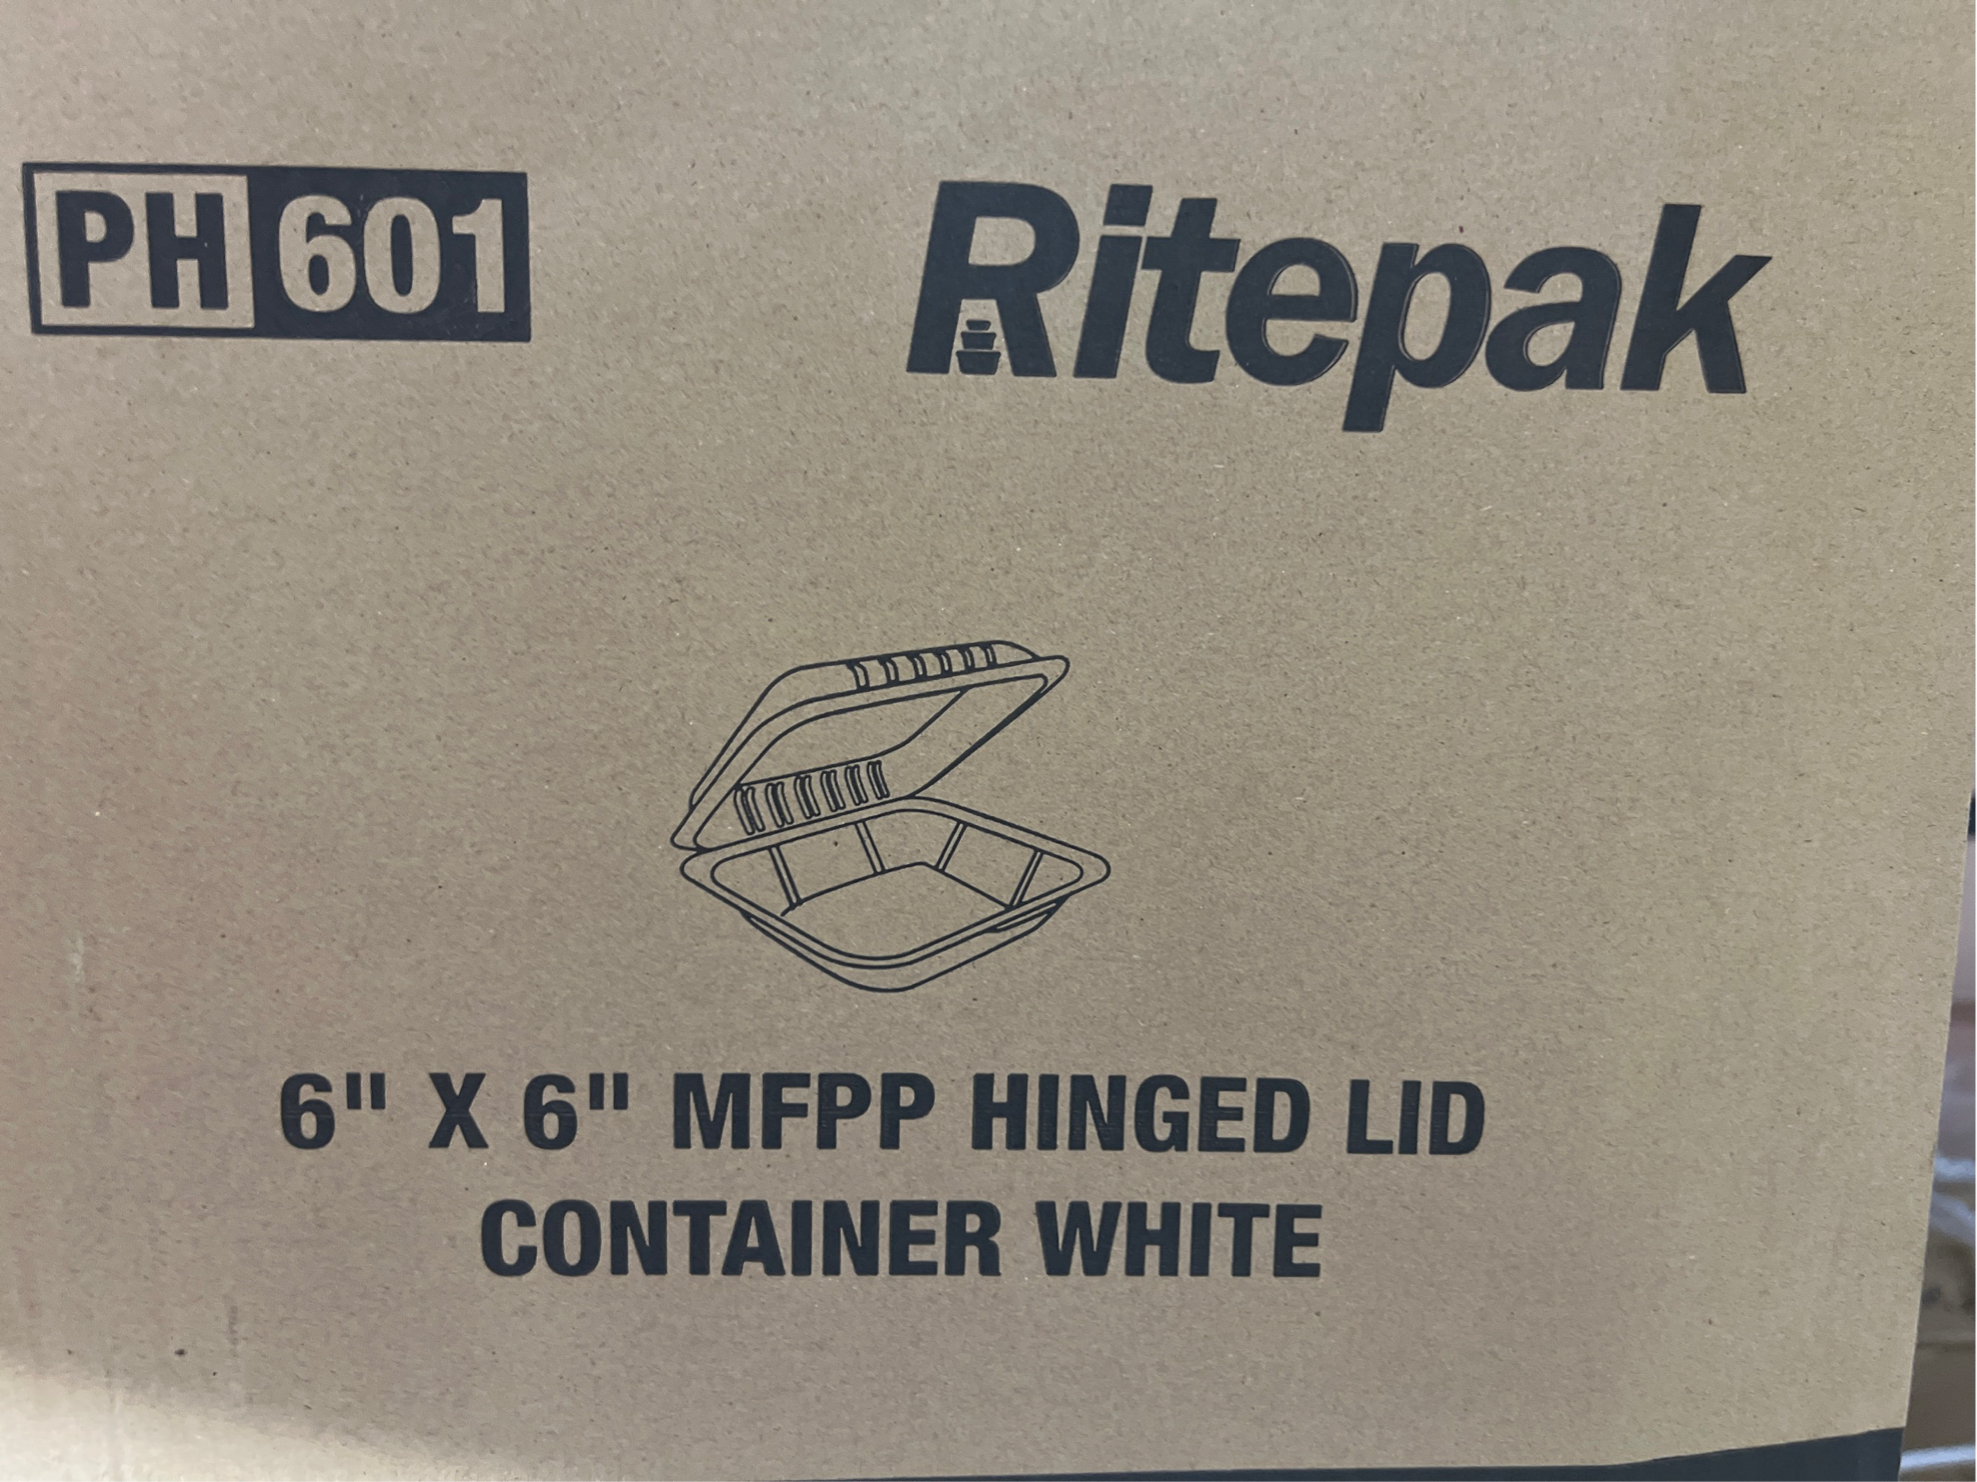 PH 601
Ritepak
6" X 6" MFPP HINGED LID
CONTAINER WHITE